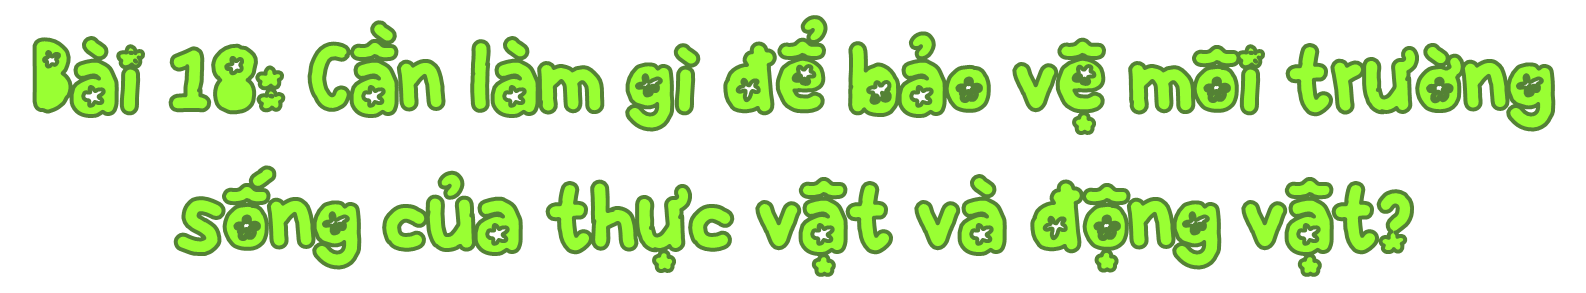 Bài 18: Cần làm gì để bảo vệ môi trường
sống của thực vật và động vật?